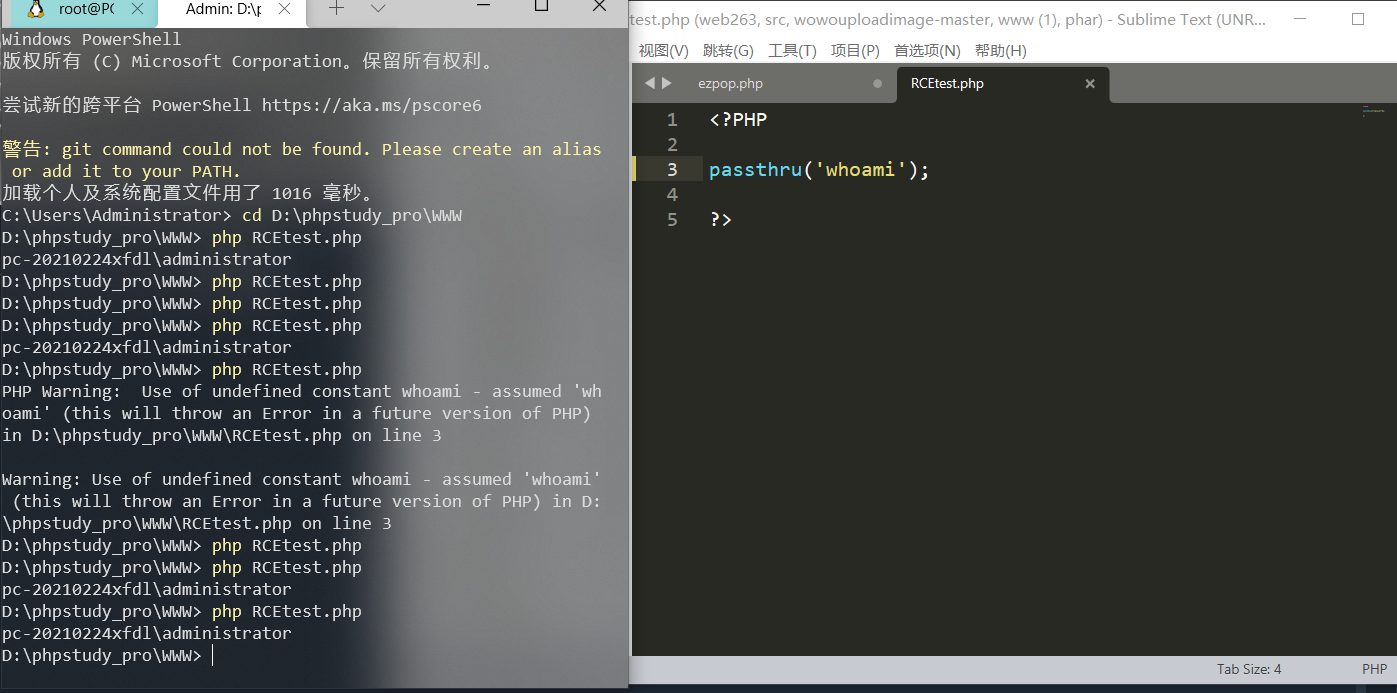 root@P(
Admin: D:\p
Windows PowerShell
版权所有 (C) Microsoft Corporation。保留所有权利。
尝试新的跨平台 PowerShell https://aka.ms/pscore6
警告: git command could not be found. Please create an alias
or add it to your PATH.
加载个人及系统配置文件用了 1016 毫秒。
C:\Users\Administrator> cd D:\phpstudy_pro\WWW
D:\phpstudy_pro\WWW> php RCEtest.php
pc-20210224xfdl\administrator
D:\phpstudy_pro\WWW> php RCEtest.php
D:\phpstudy_pro\WWW> php RCEtest.php
D:\phpstudy_pro\WWW> php RCEtest.php
pc-20210224xfdl\administrator
D:\phpstudy_pro\WWW> php RCEtest.php
PHP Warning:  Use of undefined constant whoami - assumed 'wh
oami' (this will throw an Error in a future version of PHP)
in D:\phpstudy_pro\WWW\RCEtest.php on line 3
Warning: Use of undefined constant whoami - assumed 'whoami'
(this will throw an Error in a future version of PHP) in D:
\phpstudy_pro\WWW\RCEtest.php on line 3
D:\phpstudy_pro\WWW> php RCEtest.php
D:\phpstudy_pro\WWW> php RCEtest.php
pc-20210224xfdl\administrator
D:\phpstudy_pro\WWW> php RCEtest.php
pc-20210224xfdl\administrator
D:\phpstudy_pro\WWW>
test.php (web263, src, wowouploadimage-master, www (1), phar) - Sublime Text (UNR...
视图(V) 跳转(G) 工具(T) 项目(P) 首选项(N) 帮助(H)
ezpop.php
RCEtest.php
1 <?PHP
2
3 passthru('whoami');
4
5 ?>
Tab Size: 4
PHP